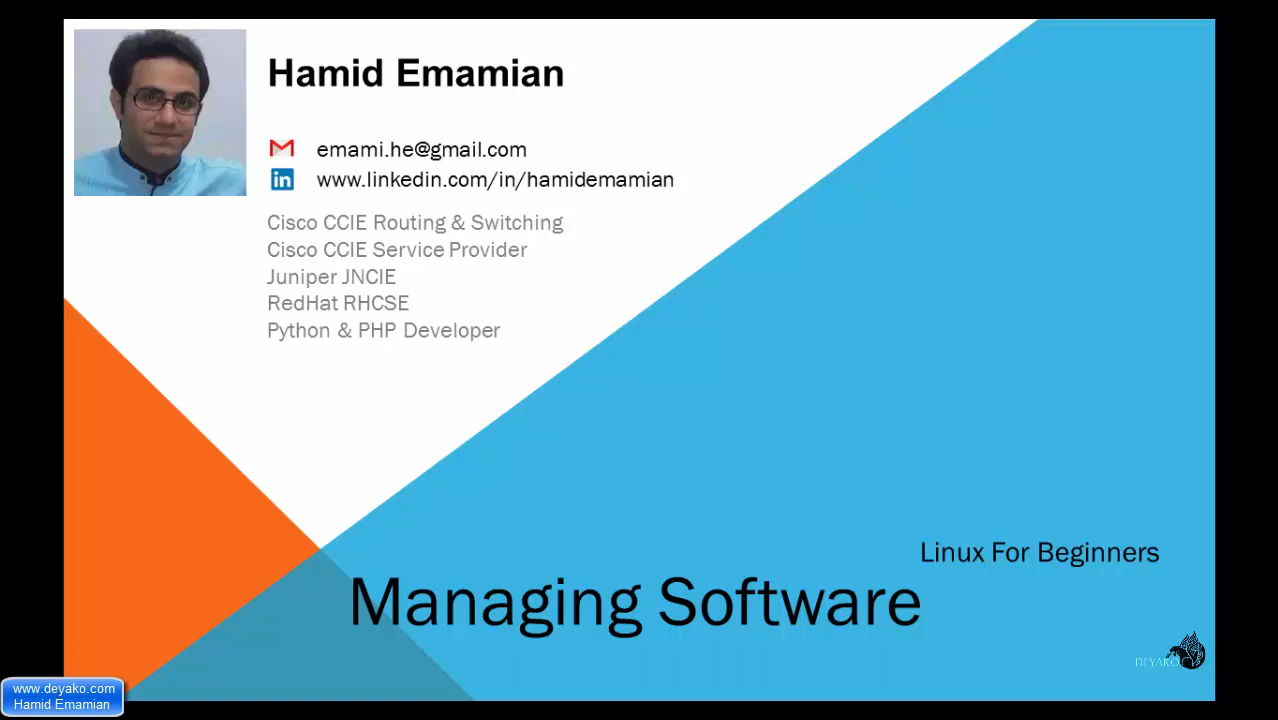 Hamid Emamian
emami.he@gmail.com
www.linkedin.com/in/hamidemamian
Cisco CCIE Routing & Switching
Cisco CCIE Service Provider
Juniper JNCIE
RedHat RHCSE
Python & PHP Developer
Linux For Beginners
Managing Software
DEYAKO
www.deyako.com
Hamid Emamian